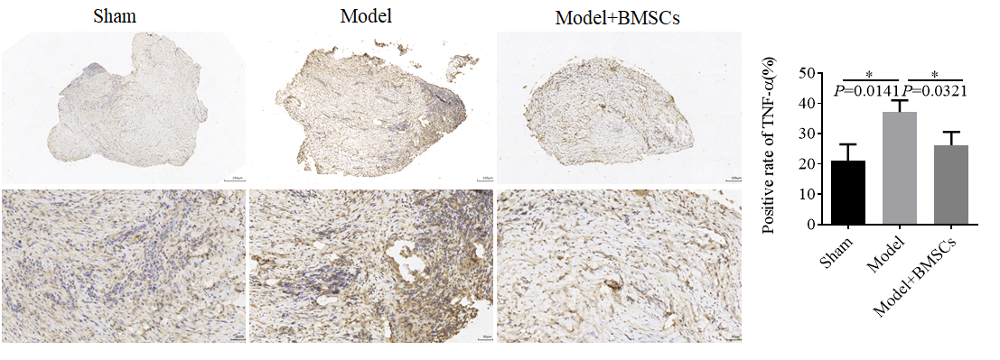 Sham
Model
Model+BMSCs
Positive rate of TNF-α(%)
50
40
30
20
10
0
*
*
P=0.0141
P=0.0321
Sham
Model
Model+BMSCs